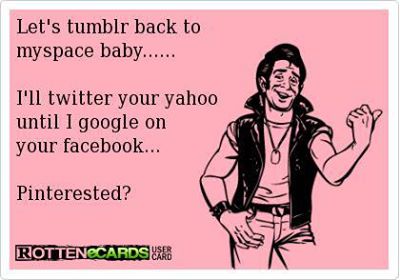 Let's tumblr back to
myspace baby......
I'll twitter your yahoo
until I google on
your facebook...
Pinterested?
ROTTENeCARDS USER
CARD